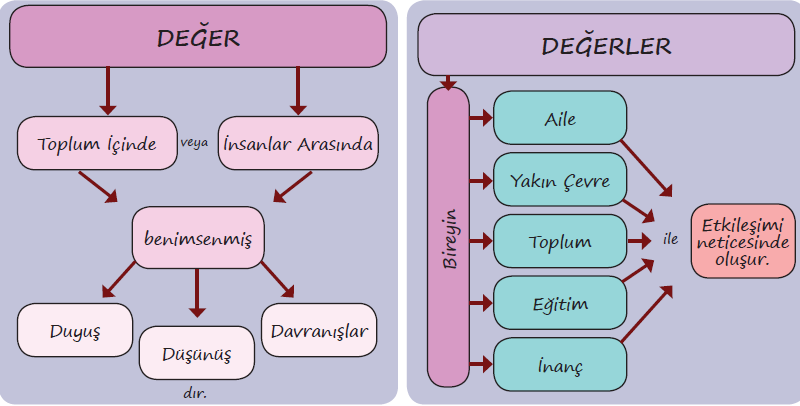 DEĞER
Toplum İçinde
veya
İnsanlar Arasında
benimsenmiş
Duyuş
Düşünüş
Davranışlar
dır.
DEĞERLER
Bireyin
Aile
Yakın Çevre
Toplum
Eğitim
İnanç
ile
Etkileşimi
neticesinde
oluşur.